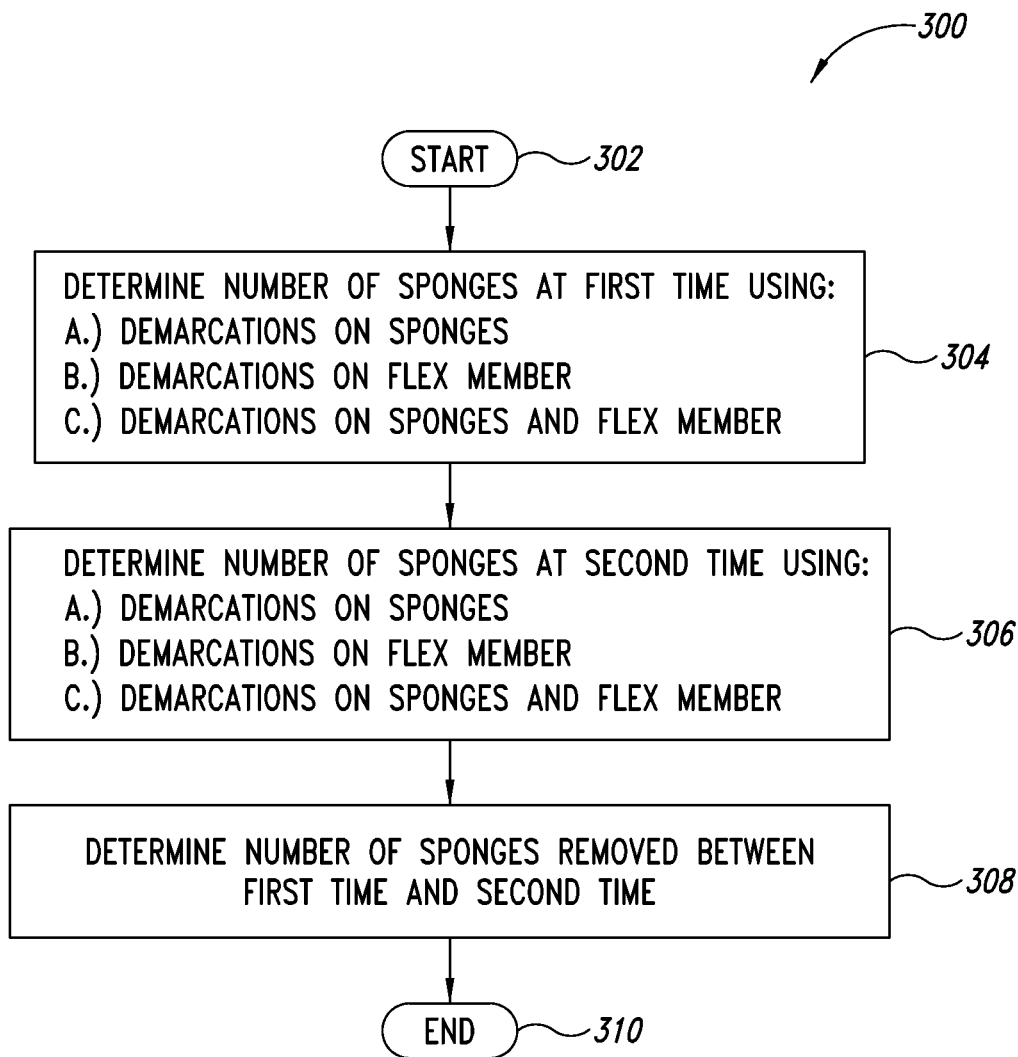 300
START
302
DETERMINE NUMBER OF SPONGES AT FIRST TIME USING:
A.) DEMARCATIONS ON SPONGES
B.) DEMARCATIONS ON FLEX MEMBER
C.) DEMARCATIONS ON SPONGES AND FLEX MEMBER
304
DETERMINE NUMBER OF SPONGES AT SECOND TIME USING:
A.) DEMARCATIONS ON SPONGES
B.) DEMARCATIONS ON FLEX MEMBER
C.) DEMARCATIONS ON SPONGES AND FLEX MEMBER
306
DETERMINE NUMBER OF SPONGES REMOVED BETWEEN
FIRST TIME AND SECOND TIME
308
END
310